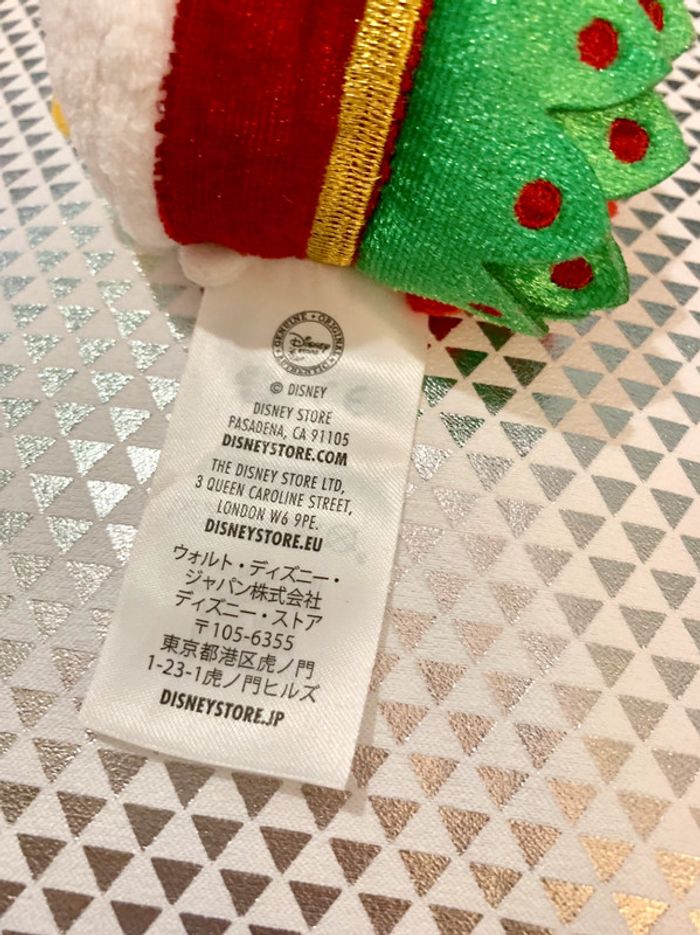 GENUINE • ORIGINAL
Disney
STORE
AUTHENTIC
© DISNEY
DISNEY STORE
PASADENA, CA 91105
DISNEYSTORE.COM
THE DISNEY STORE LTD,
3 QUEEN CAROLINE STREET,
LONDON W6 9PE.
DISNEYSTORE.EU
ウォルト・ディズニー・
ジャパン株式会社
ディズニー・ストア
〒105-6355
東京都港区虎ノ門
1-23-1虎ノ門ヒルズ
DISNEYSTORE.JP